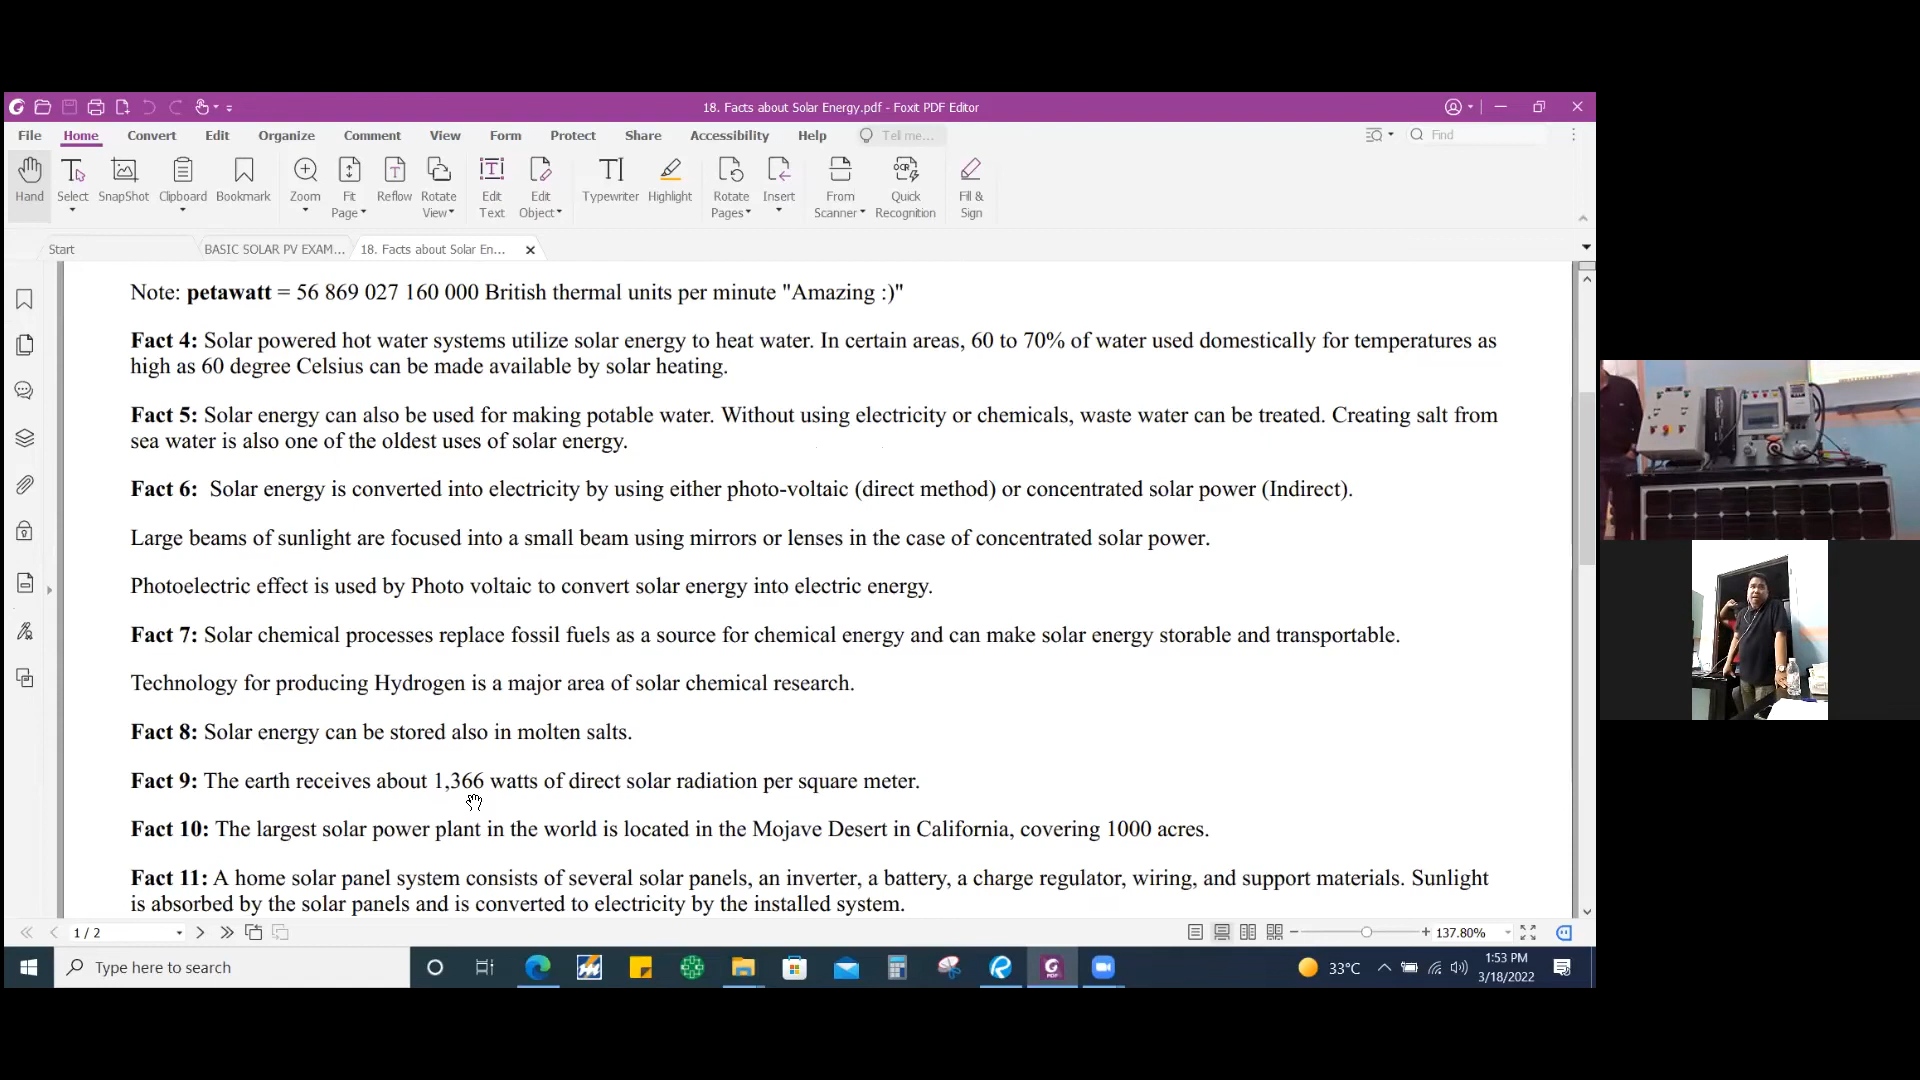 18. Facts about Solar Energy.pdf - Foxit PDF Editor
File Home Convert Edit Organize Comment View Form Protect Share Accessibility Help Tell me... Find
Hand Select SnapShot Clipboard Bookmark Zoom Fit Page Reflow Rotate View Edit Text Edit Object Typewriter Highlight Rotate Pages Insert From Scanner Quick Recognition Fill & Sign
Start BASIC SOLAR PV EXAM... 18. Facts about Solar En...
Note: petawatt = 56 869 027 160 000 British thermal units per minute "Amazing :)"
Fact 4: Solar powered hot water systems utilize solar energy to heat water. In certain areas, 60 to 70% of water used domestically for temperatures as
high as 60 degree Celsius can be made available by solar heating.
Fact 5: Solar energy can also be used for making potable water. Without using electricity or chemicals, waste water can be treated. Creating salt from
sea water is also one of the oldest uses of solar energy.
Fact 6: Solar energy is converted into electricity by using either photo-voltaic (direct method) or concentrated solar power (Indirect).
Large beams of sunlight are focused into a small beam using mirrors or lenses in the case of concentrated solar power.
Photoelectric effect is used by Photo voltaic to convert solar energy into electric energy.
Fact 7: Solar chemical processes replace fossil fuels as a source for chemical energy and can make solar energy storable and transportable.
Technology for producing Hydrogen is a major area of solar chemical research.
Fact 8: Solar energy can be stored also in molten salts.
Fact 9: The earth receives about 1,366 watts of direct solar radiation per square meter.
Fact 10: The largest solar power plant in the world is located in the Mojave Desert in California, covering 1000 acres.
Fact 11: A home solar panel system consists of several solar panels, an inverter, a battery, a charge regulator, wiring, and support materials. Sunlight
is absorbed by the solar panels and is converted to electricity by the installed system.
1 / 2 137.80%
Type here to search 33°C 1:53 PM
3/18/2022